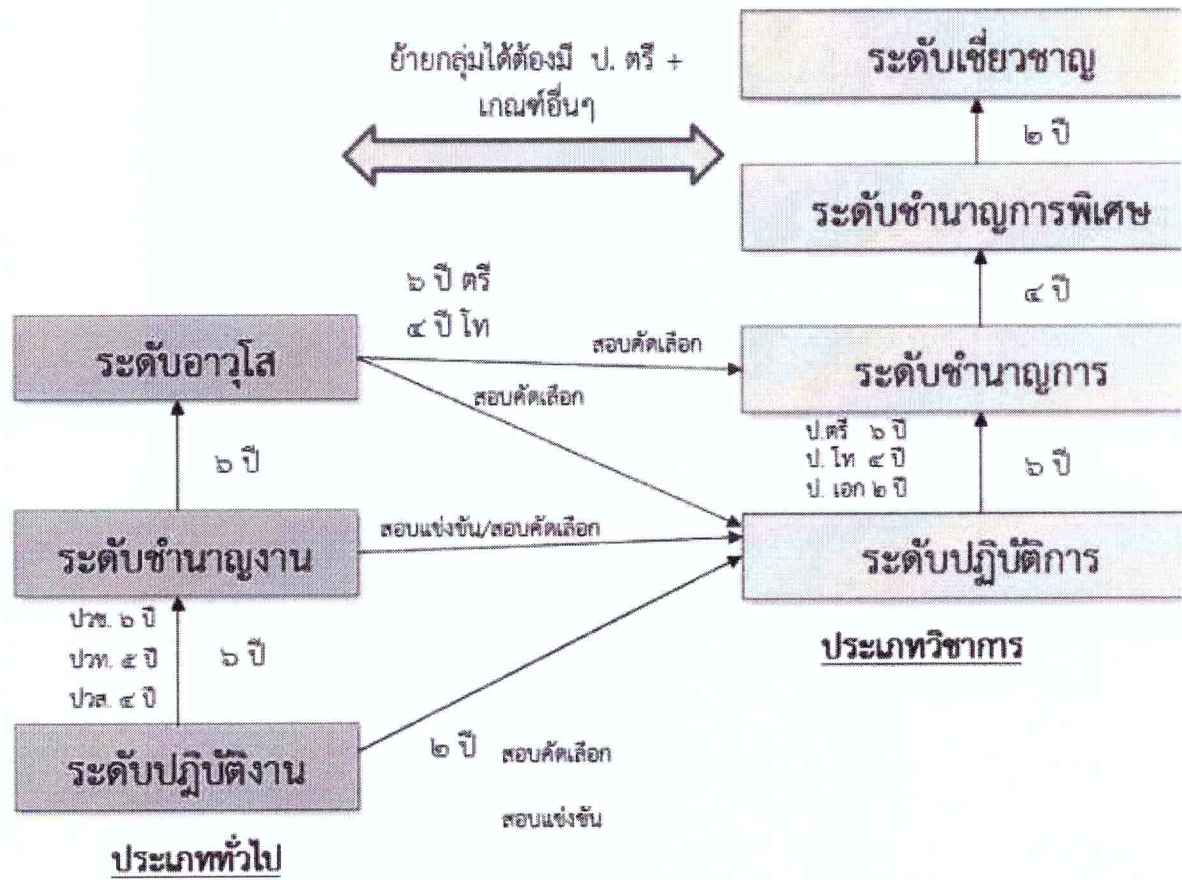 ย้ายกลุ่มได้ต้องมี ป. ตรี +
เกณฑ์อื่นๆ
ระดับเชี่ยวชาญ
๒ ปี
ระดับชำนาญการพิเศษ
๔ ปี
๖ ปี ตรี
๔ ปี โท
ระดับอาวุโส
สอบคัดเลือก
สอบคัดเลือก
ระดับชำนาญการ
ป.ตรี ๖ ปี
ป. โท ๔ ปี
ป. เอก ๒ ปี
๖ ปี
๖ ปี
ระดับชำนาญงาน
สอบแข่งขัน/สอบคัดเลือก
ระดับปฏิบัติการ
ประเภทวิชาการ
ปวช. ๖ ปี
ปวท. ๕ ปี
ปวส. ๔ ปี
๖ ปี
ระดับปฏิบัติงาน
๒ ปี สอบคัดเลือก
สอบแข่งขัน
ประเภททั่วไป